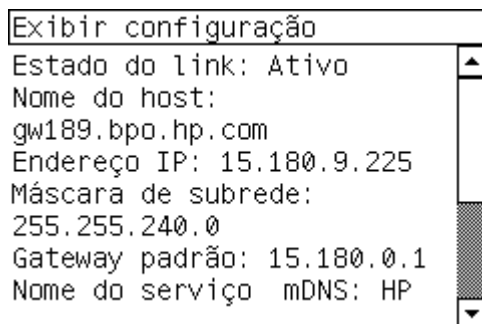 Exibir configuração
Estado do link: Ativo
Nome do host:
gw189.bpo.hp.com
Endereço IP: 15.180.9.225
Máscara de subrede:
255.255.240.0
Gateway padrão: 15.180.0.1
Nome do serviço  mDNS: HP